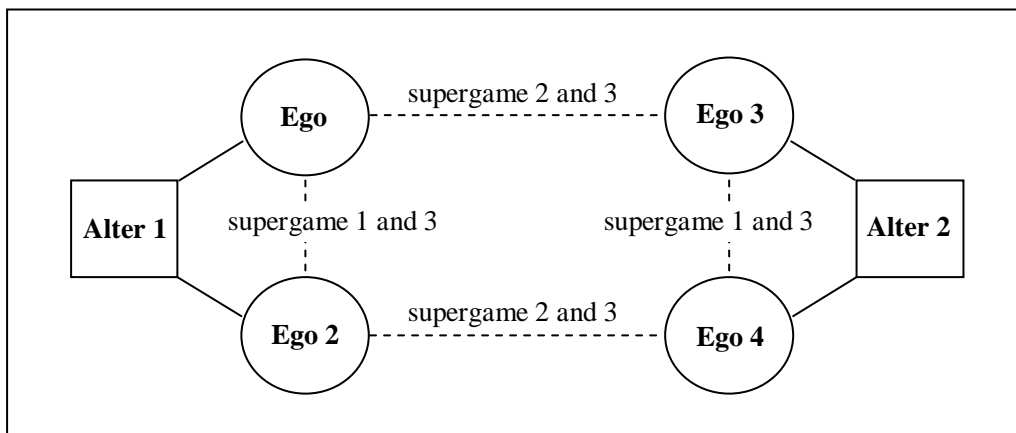 supergame 2 and 3
Ego
Ego 3
Alter 1
supergame 1 and 3
supergame 1 and 3
Alter 2
supergame 2 and 3
Ego 2
Ego 4